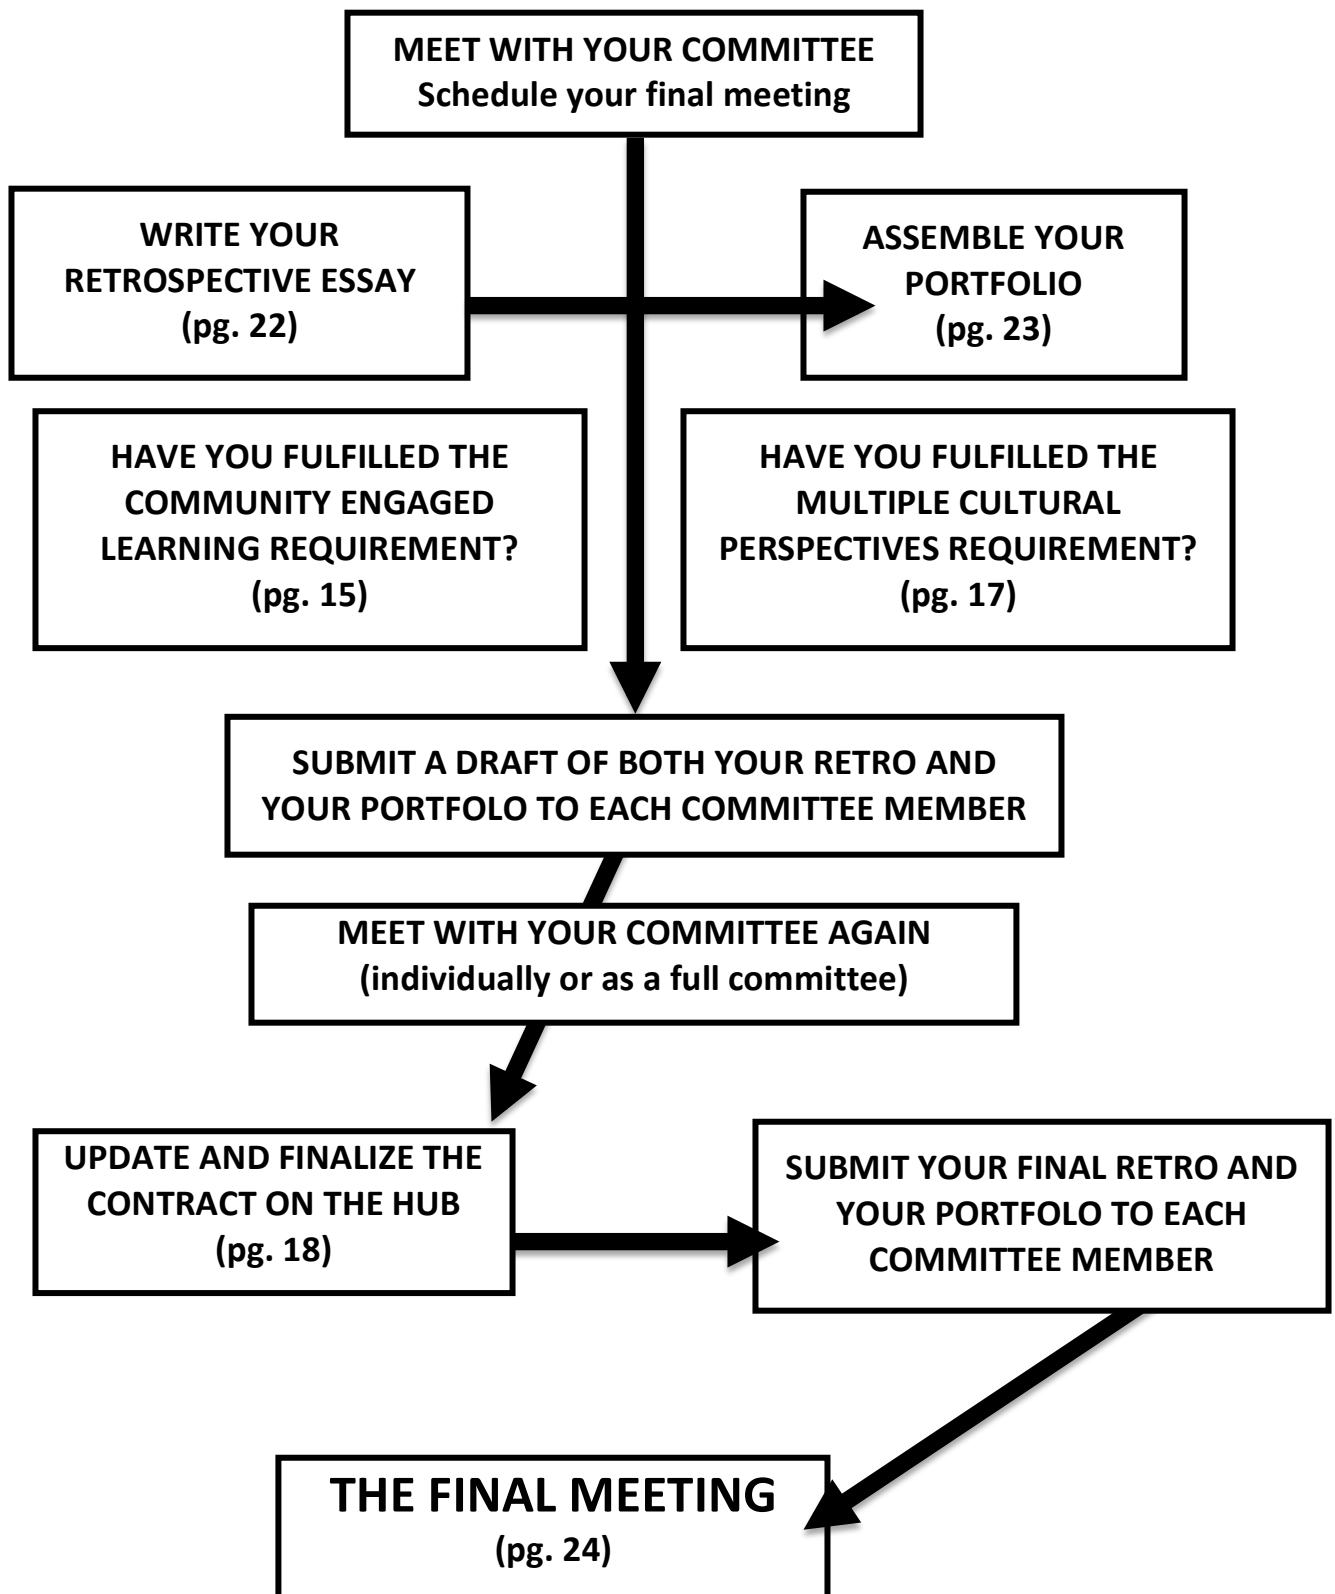 MEET WITH YOUR COMMITTEE
Schedule your final meeting
WRITE YOUR
RETROSPECTIVE ESSAY
(pg. 22)
ASSEMBLE YOUR
PORTFOLIO
(pg. 23)
HAVE YOU FULFILLED THE
COMMUNITY ENGAGED
LEARNING REQUIREMENT?
(pg. 15)
HAVE YOU FULFILLED THE
MULTIPLE CULTURAL
PERSPECTIVES REQUIREMENT?
(pg. 17)
SUBMIT A DRAFT OF BOTH YOUR RETRO AND
YOUR PORTFOLO TO EACH COMMITTEE MEMBER
MEET WITH YOUR COMMITTEE AGAIN
(individually or as a full committee)
UPDATE AND FINALIZE THE
CONTRACT ON THE HUB
(pg. 18)
SUBMIT YOUR FINAL RETRO AND
YOUR PORTFOLO TO EACH
COMMITTEE MEMBER
THE FINAL MEETING
(pg. 24)